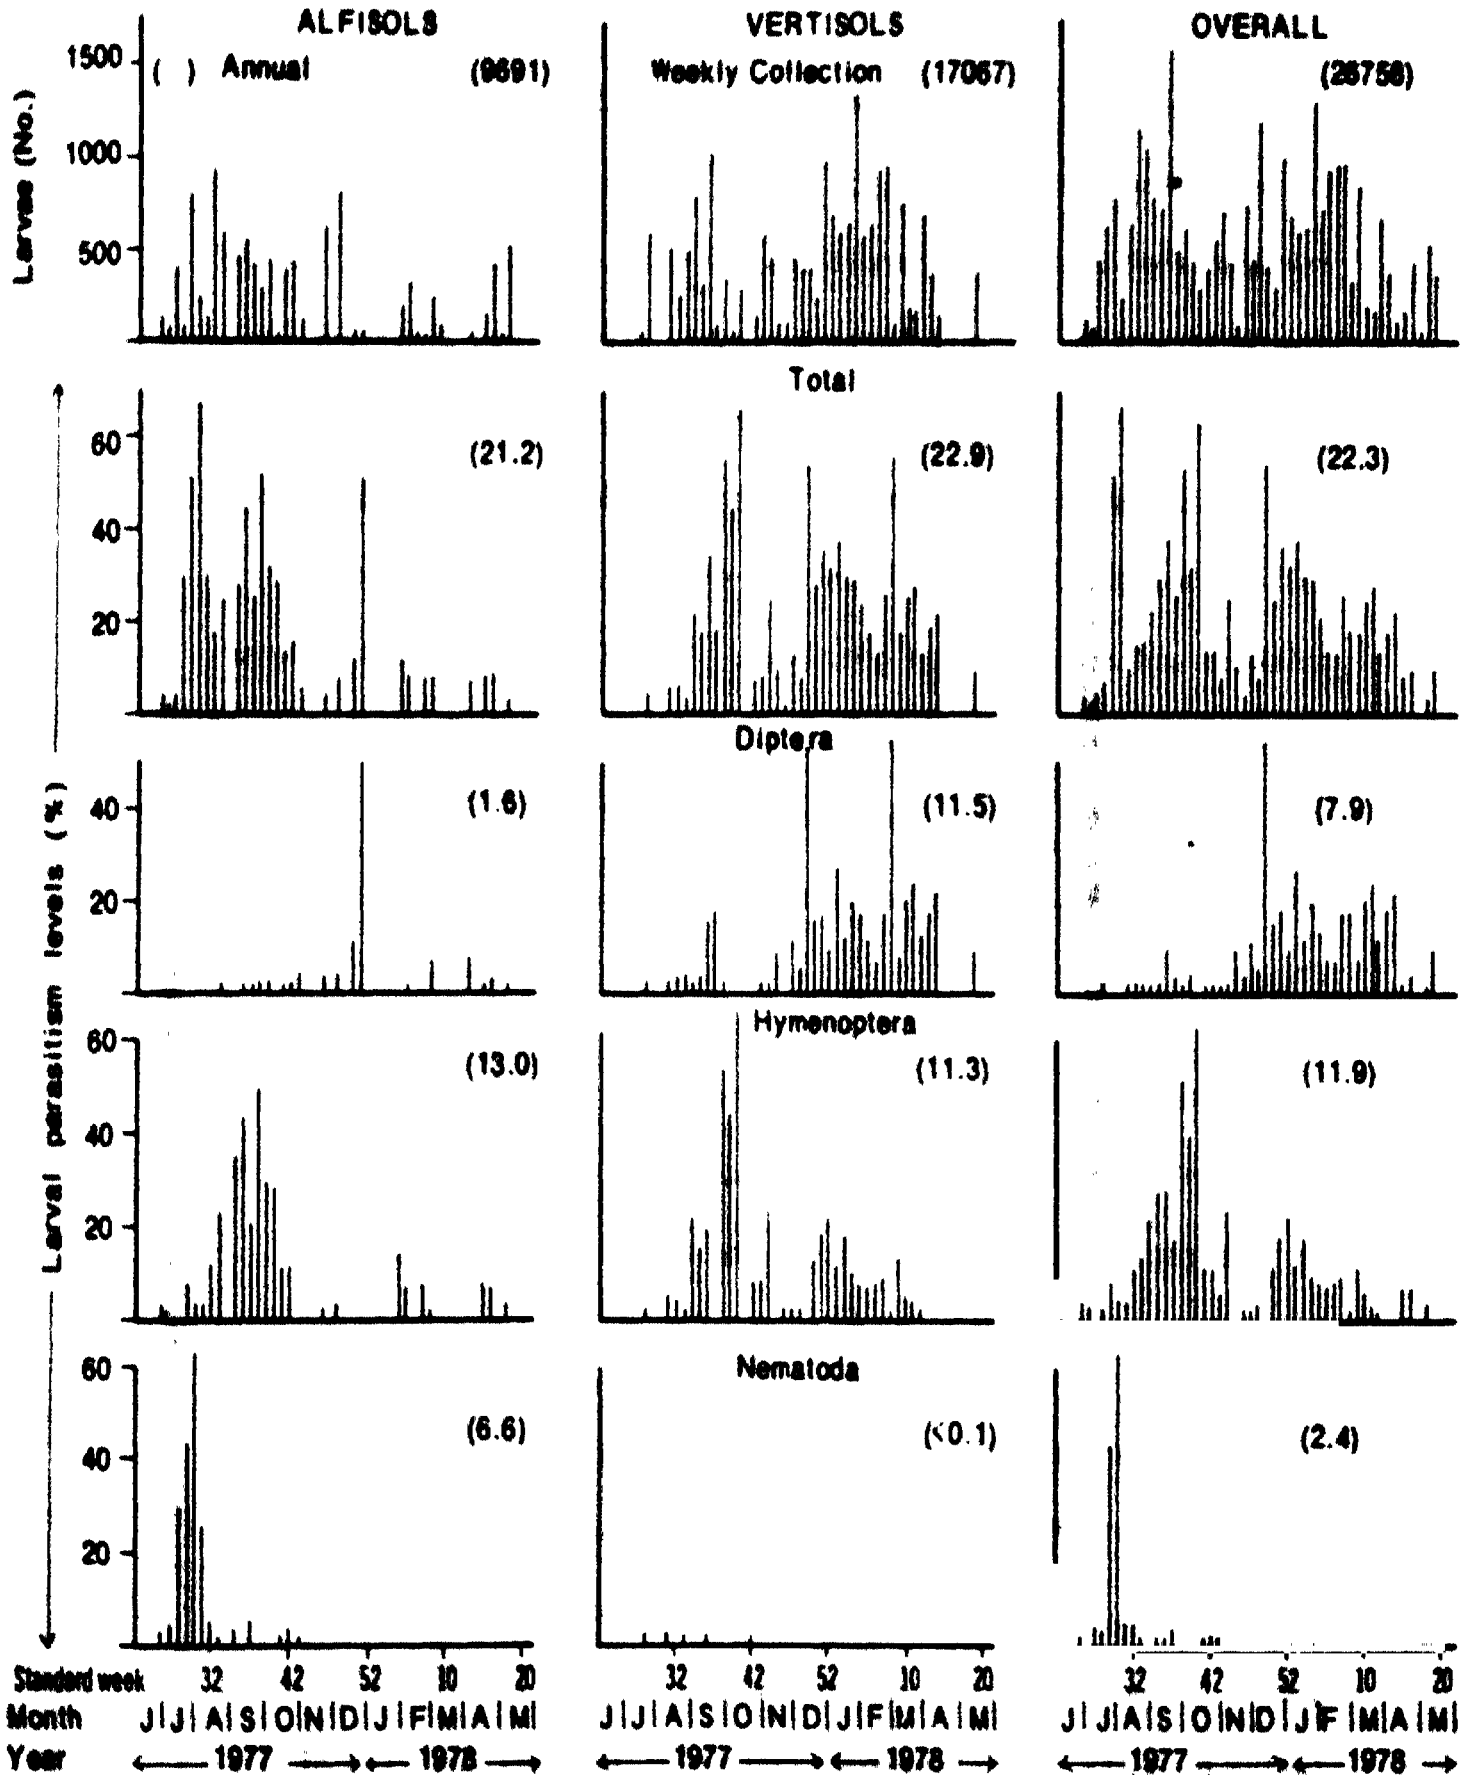 ALFISOLS VERTISOLS OVERALL
( ) Annual (9691) Weekly Collection (17067) (26758)
Larvae (No.)
1500
1000
500
Total
60
40
20
(21.2) (22.9) (22.3)
Diptera
40
20
(1.6) (11.5) (7.9)
Larval parasitism levels (%)
Hymenoptera
60
40
20
(13.0) (11.3) (11.9)
Nematoda
60
40
20
(6.6) (<0.1) (2.4)
Standard week 32 42 52 10 20 32 42 52 10 20 32 42 52 10 20
Month J|J|A|S|O|N|D|J|F|M|A|M| J|J|A|S|O|N|D|J|F|M|A|M| J|J|A|S|O|N|D|J|F|M|A|M|
Year 1977 1978 1977 1978 1977 1978